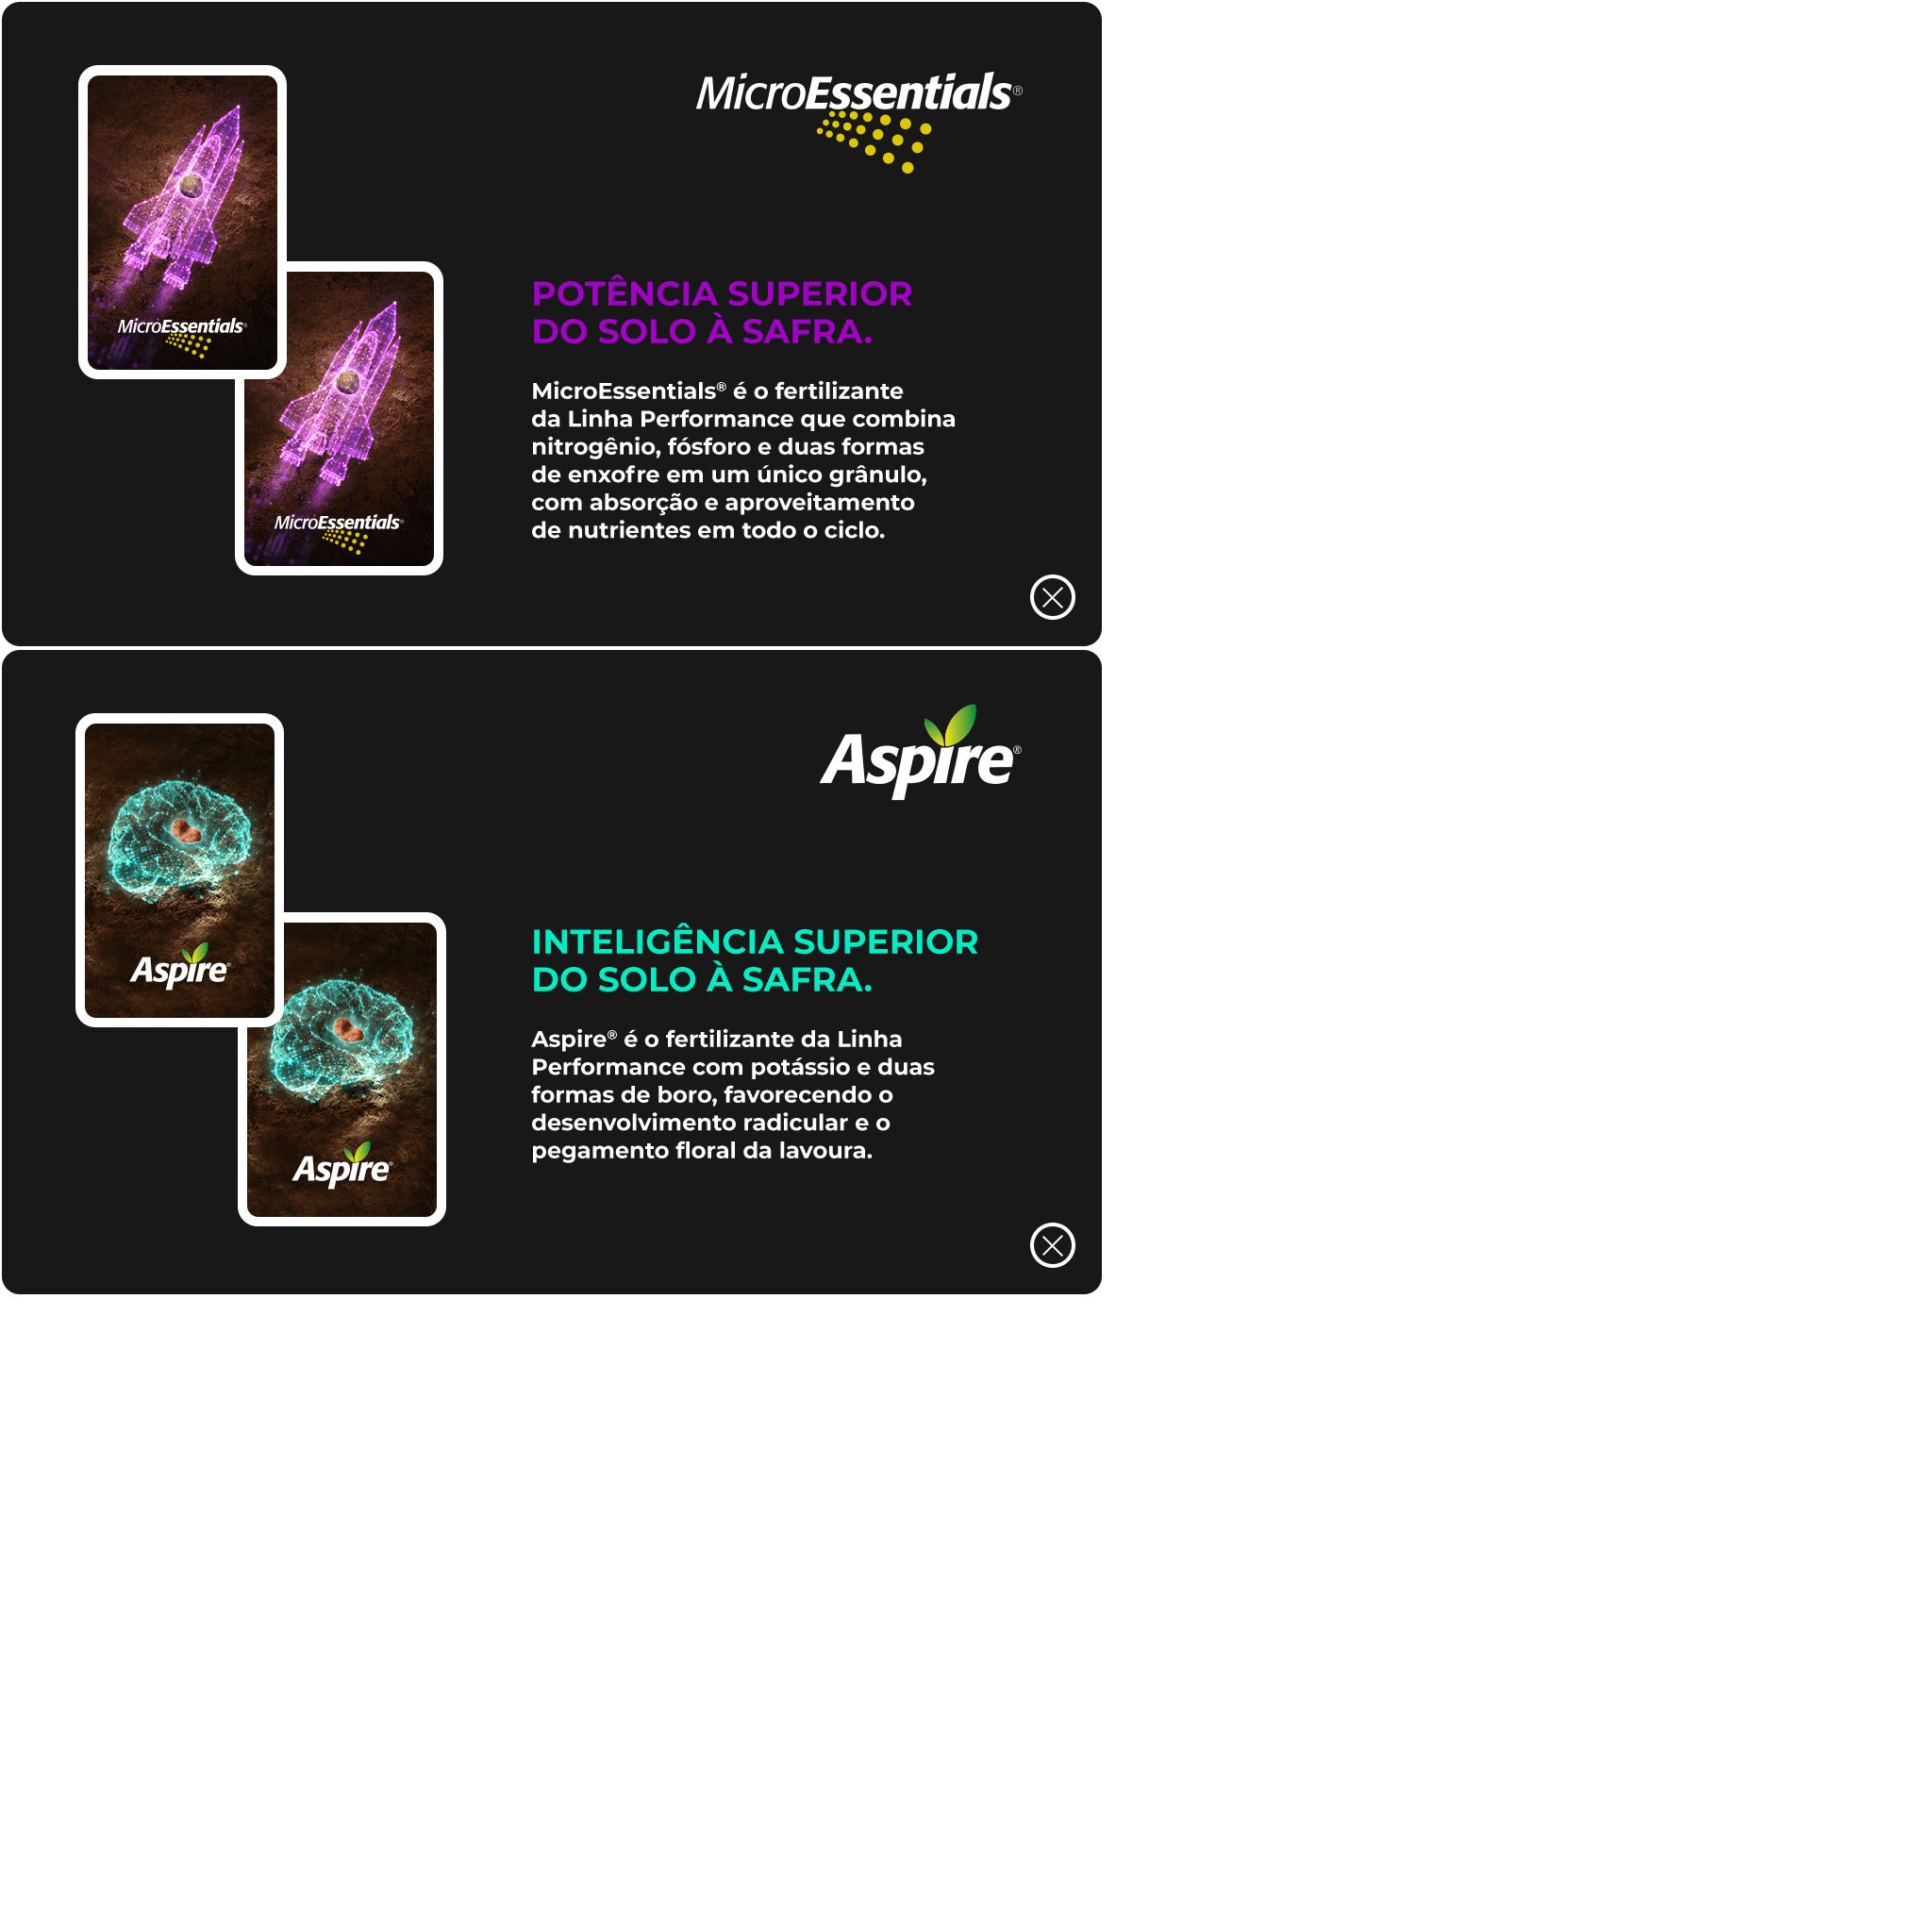 MicroEssentials®
MicroEssentials®
MicroEssentials®
POTÊNCIA SUPERIOR
DO SOLO À SAFRA.
MicroEssentials® é o fertilizante
da Linha Performance que combina
nitrogênio, fósforo e duas formas
de enxofre em um único grânulo,
com absorção e aproveitamento
de nutrientes em todo o ciclo.
Aspire®
Aspire®
Aspire®
INTELIGÊNCIA SUPERIOR
DO SOLO À SAFRA.
Aspire® é o fertilizante da Linha
Performance com potássio e duas
formas de boro, favorecendo o
desenvolvimento radicular e o
pegamento floral da lavoura.